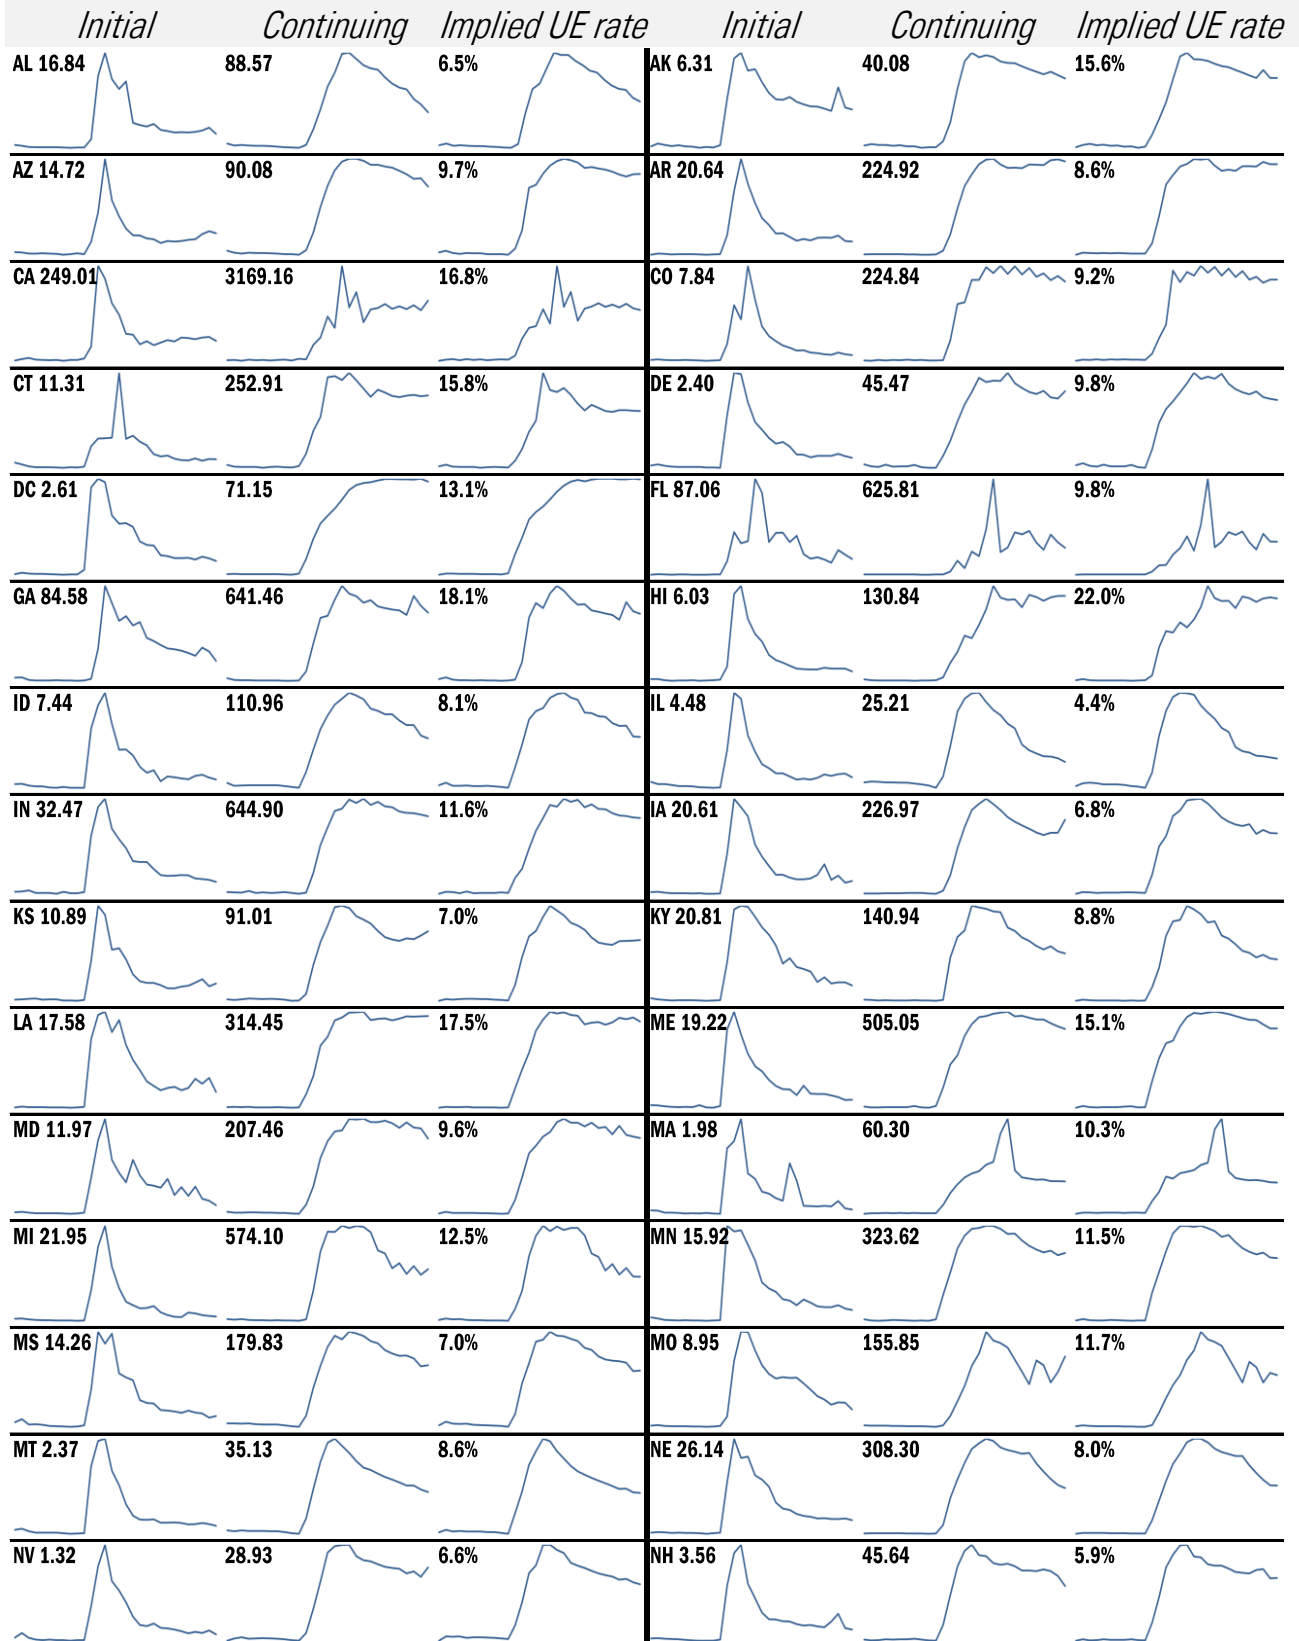 Initial Continuing Implied UE rate Initial Continuing Implied UE rate
AL 16.84 88.57 6.5% AK 6.31 40.08 15.6%
AZ 14.72 90.08 9.7% AR 20.64 224.92 8.6%
CA 249.01 3169.16 16.8% CO 7.84 224.84 9.2%
CT 11.31 252.91 15.8% DE 2.40 45.47 9.8%
DC 2.61 71.15 13.1% FL 87.06 625.81 9.8%
GA 84.58 641.46 18.1% HI 6.03 130.84 22.0%
ID 7.44 110.96 8.1% IL 4.48 25.21 4.4%
IN 32.47 644.90 11.6% IA 20.61 226.97 6.8%
KS 10.89 91.01 7.0% KY 20.81 140.94 8.8%
LA 17.58 314.45 17.5% ME 19.22 505.05 15.1%
MD 11.97 207.46 9.6% MA 1.98 60.30 10.3%
MI 21.95 574.10 12.5% MN 15.92 323.62 11.5%
MS 14.26 179.83 7.0% MO 8.95 155.85 11.7%
MT 2.37 35.13 8.6% NE 26.14 308.30 8.0%
NV 1.32 28.93 6.6% NH 3.56 45.64 5.9%